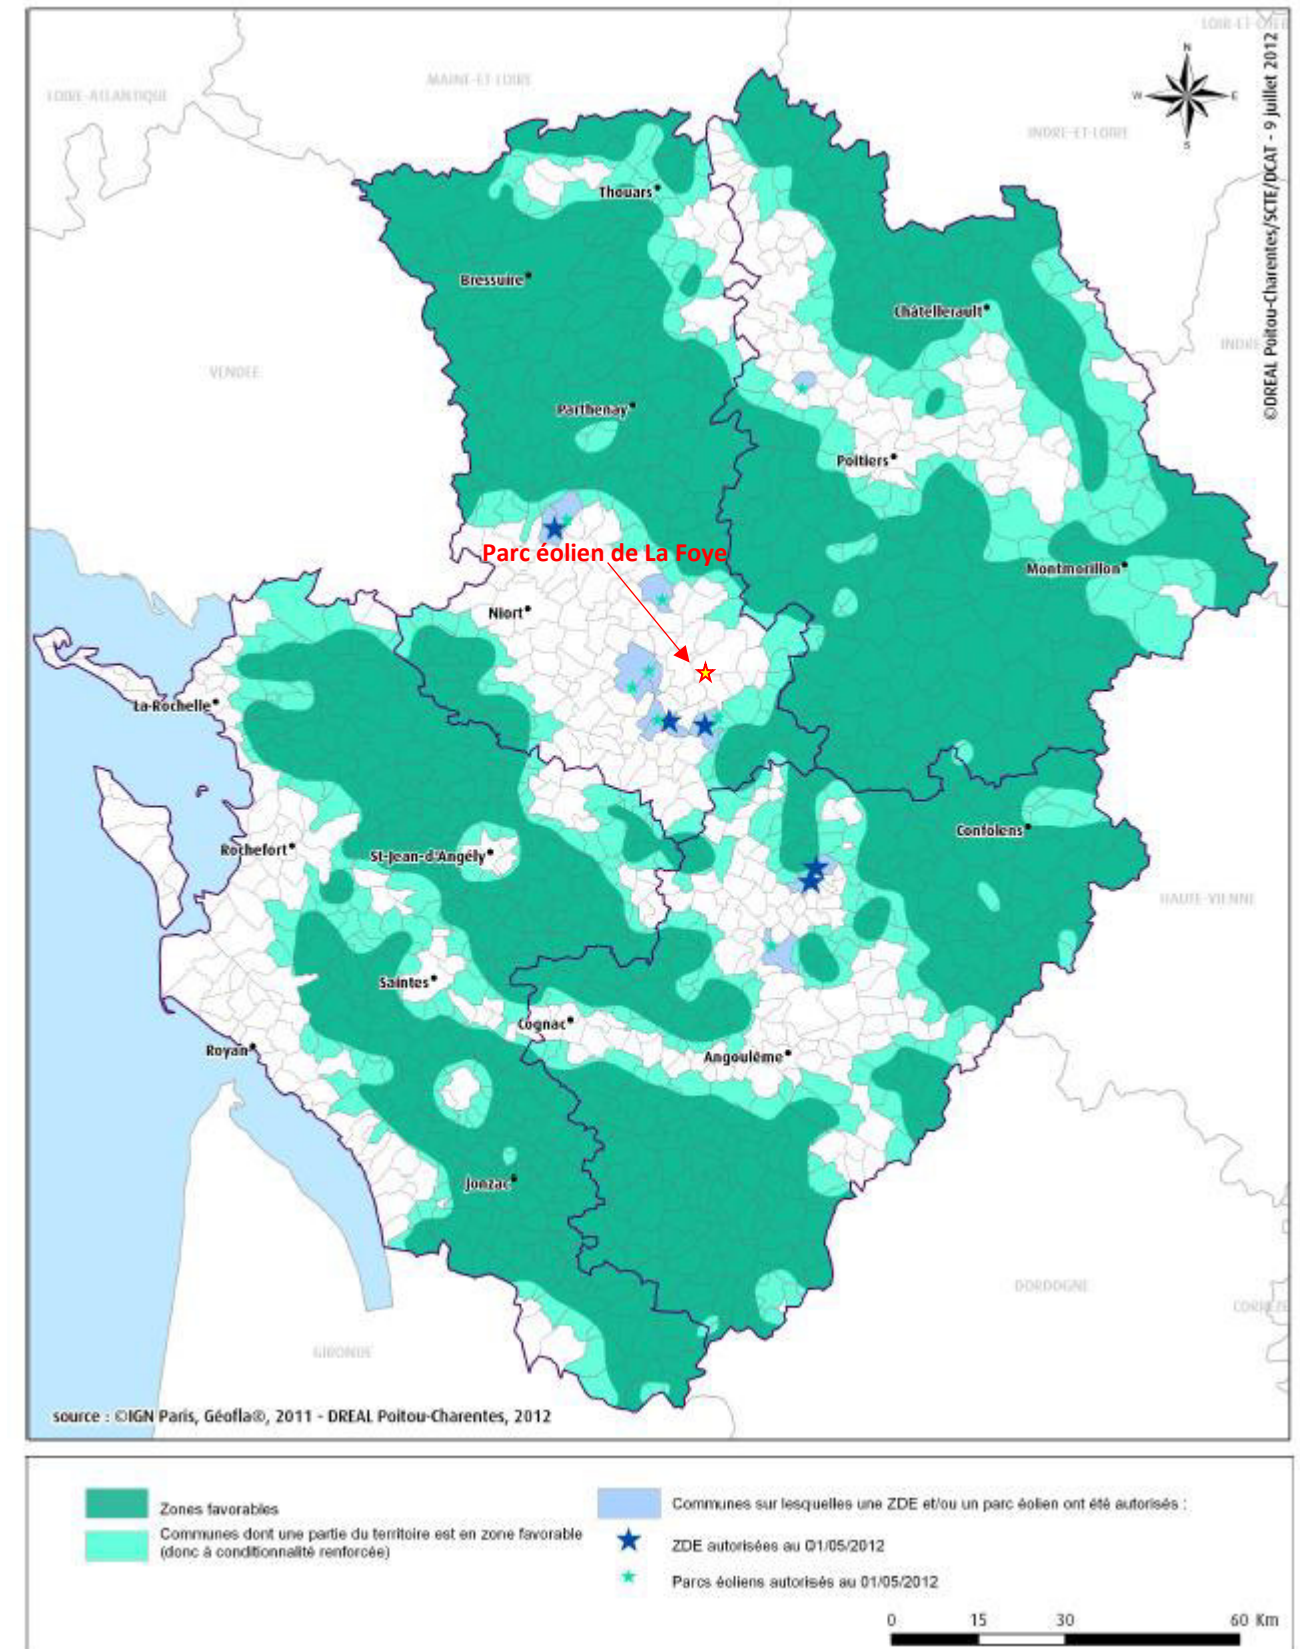 LOIR-ET-CHER
MAINE-ET-LOIRE
LOIRE-ATLANTIQUE
INDRE-ET-LOIRE
N
W
E
S
©DREAL Poitou-Charentes/SCTE/DCAT - 9 juillet 2012
Thouars
Bressuire
Châtellerault
INDRE
VENDEE
Parthenay
Poitiers
Parc éolien de La Foye
Montmorillon
Niort
La-Rochelle
Confolens
Rochefort
St-Jean-d'Angély
HAUTE-VIENNE
Saintes
Cognac
Royan
Angoulême
Jonzac
DORDOGNE
CORREZE
GIRONDE
source : ©IGN Paris, Géofla®, 2011 - DREAL Poitou-Charentes, 2012
Zones favorables
Communes dont une partie du territoire est en zone favorable
(donc à conditionnalité renforcée)
Communes sur lesquelles une ZDE et/ou un parc éolien ont été autorisés :
ZDE autorisées au 01/05/2012
Parcs éoliens autorisés au 01/05/2012
0 15 30 60 Km